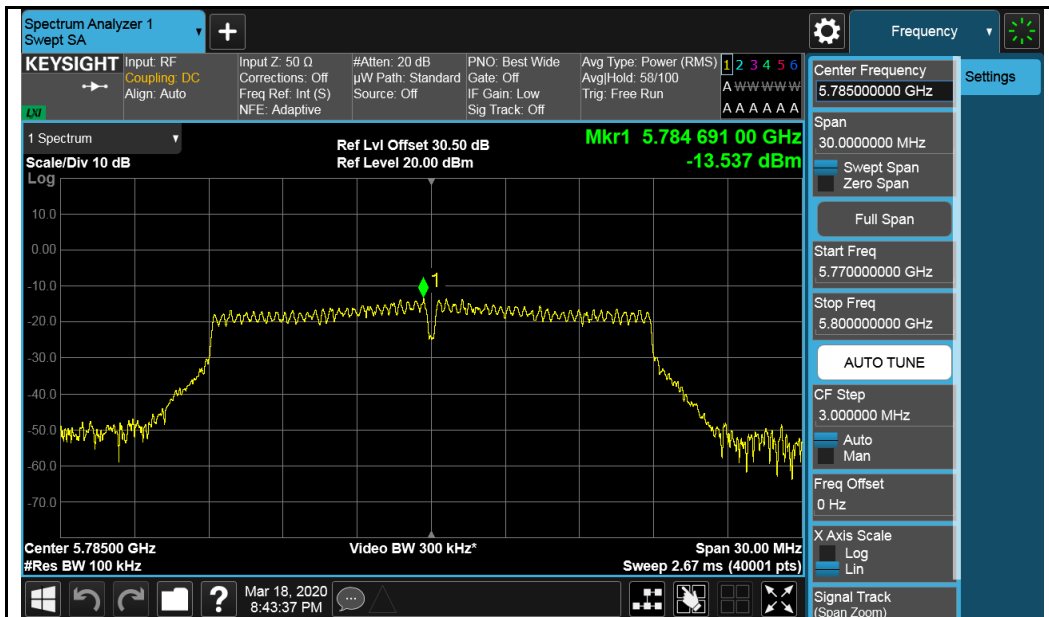 Spectrum Analyzer 1
Swept SA
+
Frequency
KEYSIGHT
LXI
Input: RF
Coupling: DC
Align: Auto
Input Z: 50 Ω
Corrections: Off
Freq Ref: Int (S)
NFE: Adaptive
#Atten: 20 dB
µW Path: Standard
Source: Off
PNO: Best Wide
Gate: Off
IF Gain: Low
Sig Track: Off
Avg Type: Power (RMS)
Avg|Hold: 58/100
Trig: Free Run
1 2 3 4 5 6
A W W W W W
A A A A A A
Center Frequency
5.785000000 GHz
Settings
Span
30.0000000 MHz
Swept Span
Zero Span
Full Span
Start Freq
5.770000000 GHz
Stop Freq
5.800000000 GHz
AUTO TUNE
CF Step
3.000000 MHz
Auto
Man
Freq Offset
0 Hz
X Axis Scale
Log
Lin
Signal Track
(Span Zoom)
1 Spectrum
Scale/Div 10 dB
Log
Ref Lvl Offset 30.50 dB
Ref Level 20.00 dBm
Mkr1 5.784 691 00 GHz
-13.537 dBm
10.0
0.00
-10.0
-20.0
-30.0
-40.0
-50.0
-60.0
-70.0
1
Center 5.78500 GHz
#Res BW 100 kHz
Video BW 300 kHz*
Span 30.00 MHz
Sweep 2.67 ms (40001 pts)
?
Mar 18, 2020
8:43:37 PM